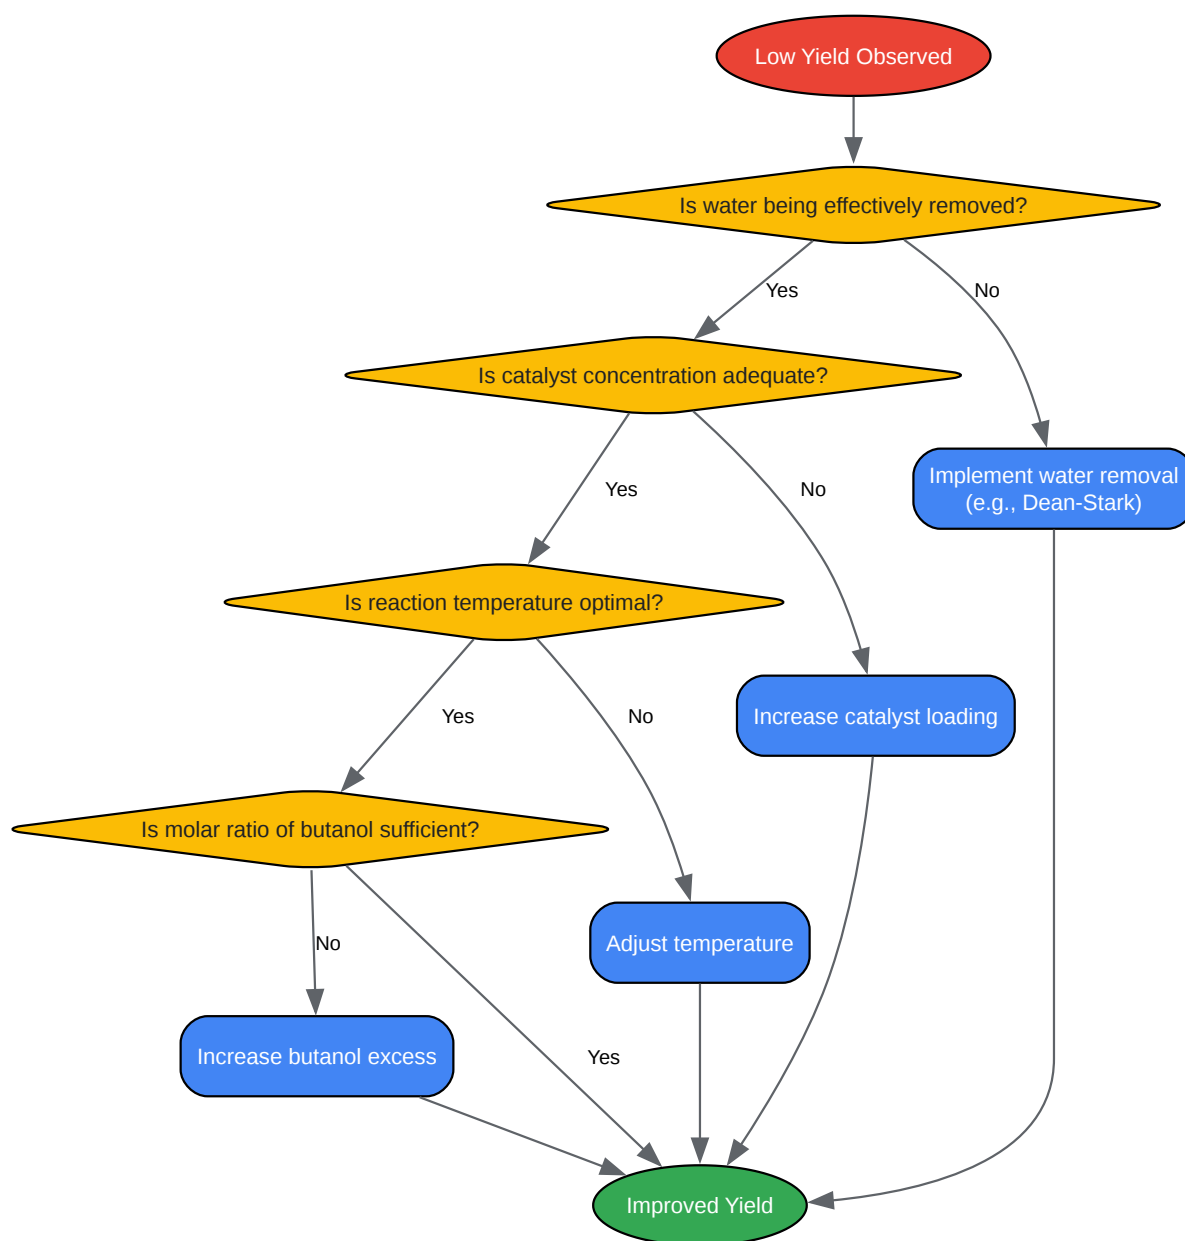 Low Yield Observed
Is water being effectively removed?
Yes
No
Is catalyst concentration adequate?
Implement water removal
(e.g., Dean-Stark)
Yes
No
Is reaction temperature optimal?
Increase catalyst loading
Yes
No
Is molar ratio of butanol sufficient?
Adjust temperature
No
Increase butanol excess
Yes
Improved Yield